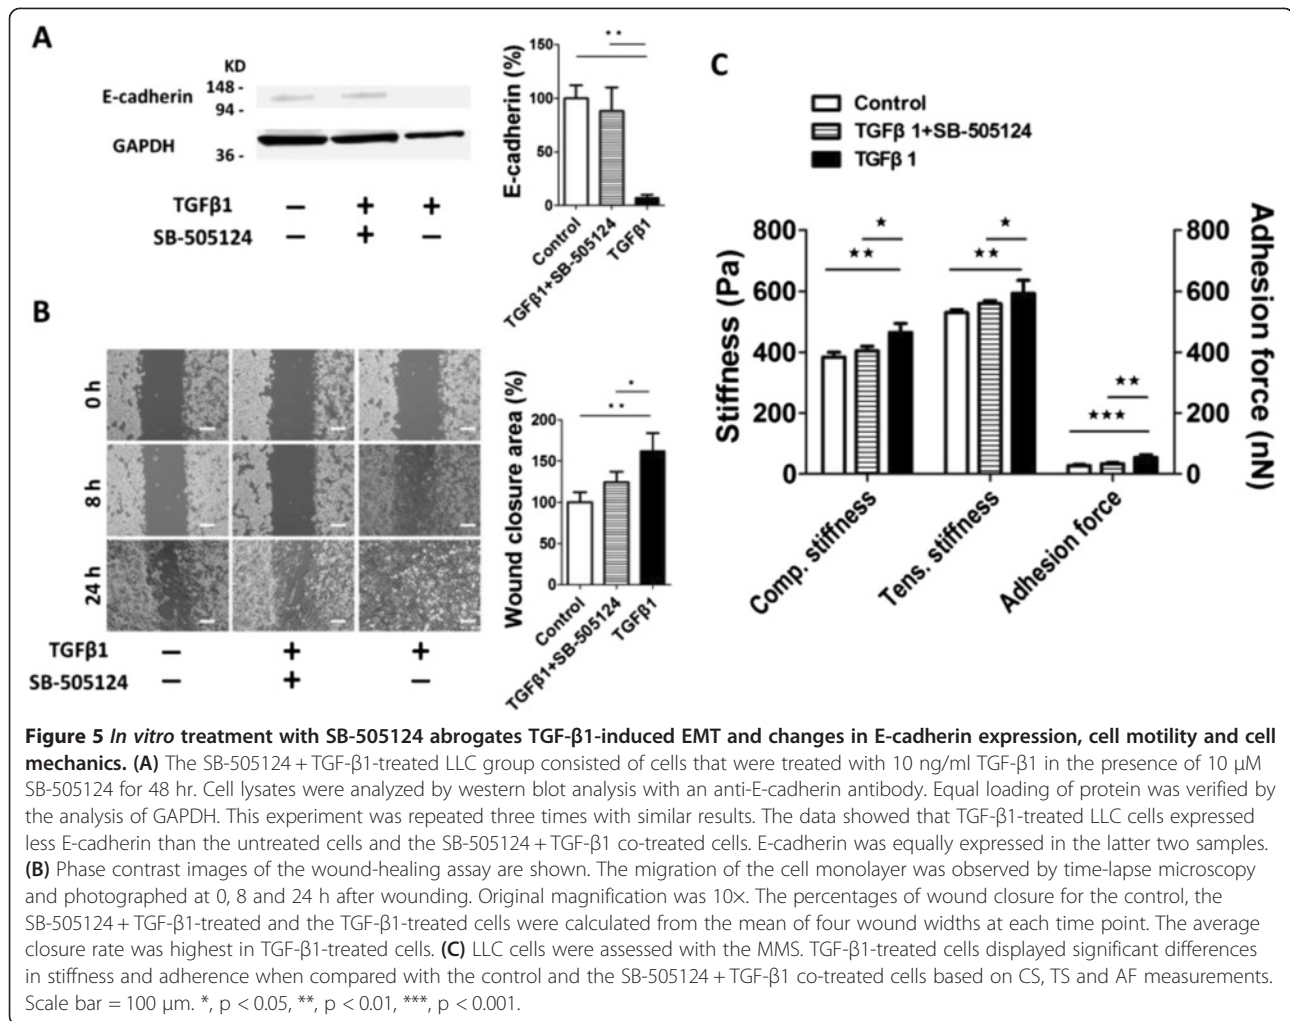 A
KD
E-cadherin
148 -
94 -
GAPDH
36 -
TGFβ1 – + +
SB-505124 – + –
E-cadherin (%)
150
100
50
0
**
Control
TGFβ1+SB-505124
TGFβ1
B
0 h
8 h
24 h
TGFβ1 – + +
SB-505124 – + –
Wound closure area (%)
200
150
100
50
0
*
**
Control
TGFβ1+SB-505124
TGFβ1
C
Control
TGFβ 1+SB-505124
TGFβ 1
Stiffness (Pa)
800
600
400
200
0
★
★★
★
★★
★★
★★★
800
600
400
200
0
Adhesion force (nN)
Comp. stiffness
Tens. stiffness
Adhesion force
Figure 5 In vitro treatment with SB-505124 abrogates TGF-β1-induced EMT and changes in E-cadherin expression, cell motility and cell
mechanics. (A) The SB-505124 + TGF-β1-treated LLC group consisted of cells that were treated with 10 ng/ml TGF-β1 in the presence of 10 μM
SB-505124 for 48 hr. Cell lysates were analyzed by western blot analysis with an anti-E-cadherin antibody. Equal loading of protein was verified by
the analysis of GAPDH. This experiment was repeated three times with similar results. The data showed that TGF-β1-treated LLC cells expressed
less E-cadherin than the untreated cells and the SB-505124 + TGF-β1 co-treated cells. E-cadherin was equally expressed in the latter two samples.
(B) Phase contrast images of the wound-healing assay are shown. The migration of the cell monolayer was observed by time-lapse microscopy
and photographed at 0, 8 and 24 h after wounding. Original magnification was 10×. The percentages of wound closure for the control, the
SB-505124 + TGF-β1-treated and the TGF-β1-treated cells were calculated from the mean of four wound widths at each time point. The average
closure rate was highest in TGF-β1-treated cells. (C) LLC cells were assessed with the MMS. TGF-β1-treated cells displayed significant differences
in stiffness and adherence when compared with the control and the SB-505124 + TGF-β1 co-treated cells based on CS, TS and AF measurements.
Scale bar = 100 μm. *, p < 0.05, **, p < 0.01, ***, p < 0.001.